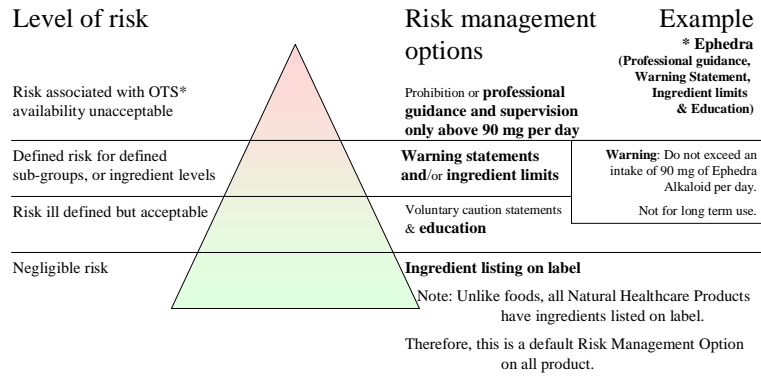 Level of risk
Risk management
options
Example
* Ephedra
(Professional guidance,
Warning Statement,
Ingredient limits
& Education)
Risk associated with OTS*
availability unacceptable
Prohibition or professional
guidance and supervision
only above 90 mg per day
Defined risk for defined
sub-groups, or ingredient levels
Warning statements
and/or ingredient limits
Warning: Do not exceed an
intake of 90 mg of Ephedra
Alkaloid per day.
Not for long term use.
Risk ill defined but acceptable
Voluntary caution statements
& education
Negligible risk
Ingredient listing on label
Note: Unlike foods, all Natural Healthcare Products
have ingredients listed on label.
Therefore, this is a default Risk Management Option
on all product.